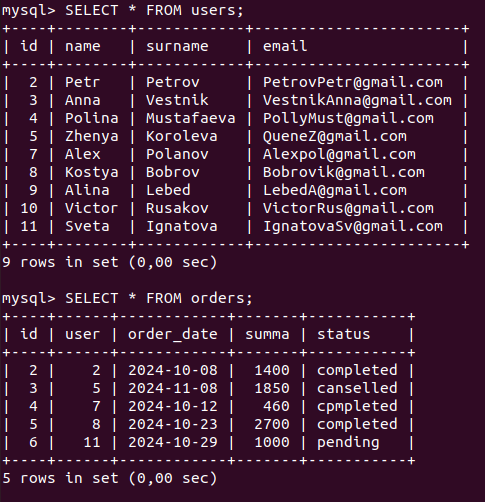 mysql> SELECT * FROM users;
+----+--------+------------+----------------------+
| id | name   | surname    | email                |
+----+--------+------------+----------------------+
|  2 | Petr   | Petrov     | PetrovPetr@gmail.com  |
|  3 | Anna   | Vestnik    | VestnikAnna@gmail.com |
|  4 | Polina | Mustafaeva | PollyMust@gmail.com   |
|  5 | Zhenya | Koroleva   | QueneZ@gmail.com      |
|  7 | Alex   | Polanov    | Alexpol@gmail.com     |
|  8 | Kostya | Bobrov     | Bobrovik@gmail.com    |
|  9 | Alina  | Lebed      | LebedA@gmail.com      |
| 10 | Victor | Rusakov    | VictorRus@gmail.com   |
| 11 | Sveta  | Ignatova   | IgnatovaSv@gmail.com  |
+----+--------+------------+----------------------+
9 rows in set (0,00 sec)
mysql> SELECT * FROM orders;
+----+------+------------+-------+-----------+
| id | user | order_date | summa | status    |
+----+------+------------+-------+-----------+
|  2 |    2 | 2024-10-08 |  1400 | completed |
|  3 |    5 | 2024-11-08 |  1850 | canselled |
|  4 |    7 | 2024-10-12 |   460 | cpmpleted |
|  5 |    8 | 2024-10-23 |  2700 | completed |
|  6 |   11 | 2024-10-29 |  1000 | pending   |
+----+------+------------+-------+-----------+
5 rows in set (0,00 sec)